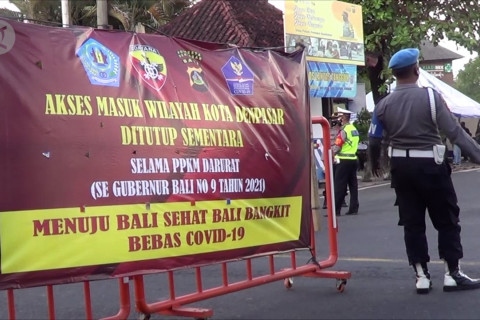 AKSES MASUK WILAYAH KOTA DENPASAR
DITUTUP SEMENTARA
SELAMA PPKM DARURAT
(SE GUBERNUR BALI NO 9 TAHUN 2021)
MENUJU BALI SEHAT BALI BANGKIT
BEBAS COVID-19